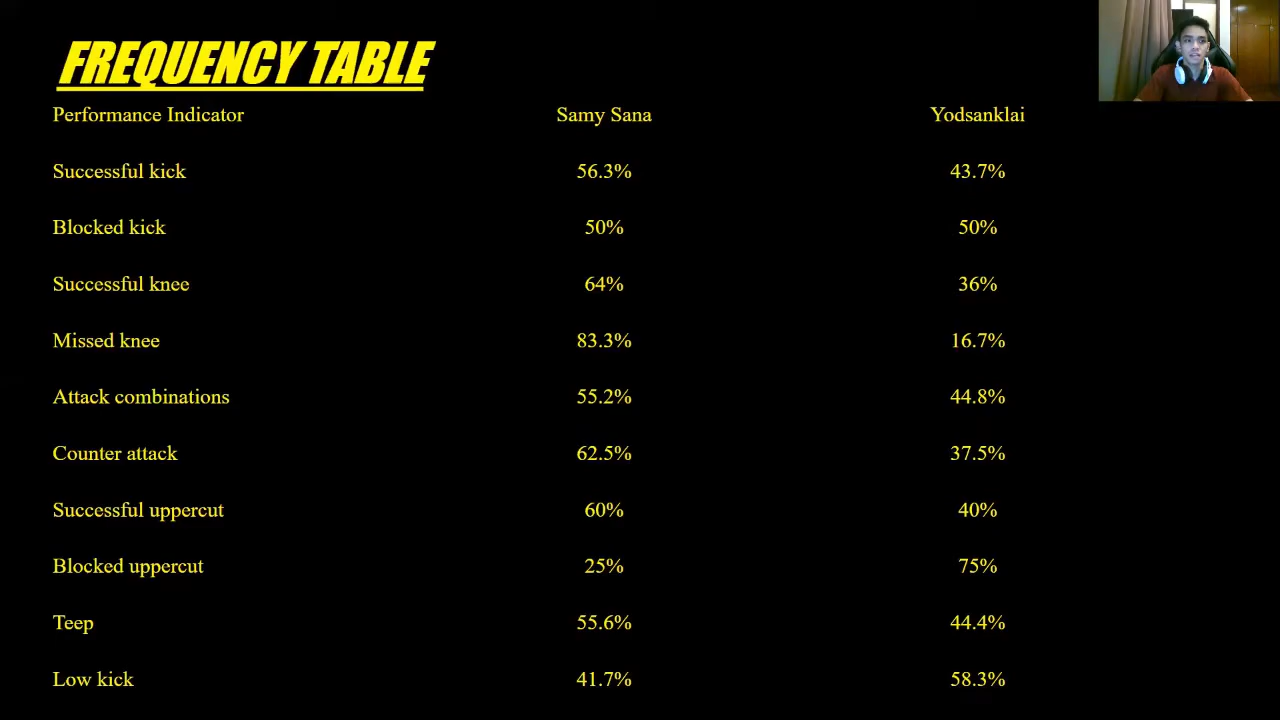 FREQUENCY TABLE
Performance Indicator Samy Sana Yodsanklai
Successful kick 56.3% 43.7%
Blocked kick 50% 50%
Successful knee 64% 36%
Missed knee 83.3% 16.7%
Attack combinations 55.2% 44.8%
Counter attack 62.5% 37.5%
Successful uppercut 60% 40%
Blocked uppercut 25% 75%
Teep 55.6% 44.4%
Low kick 41.7% 58.3%